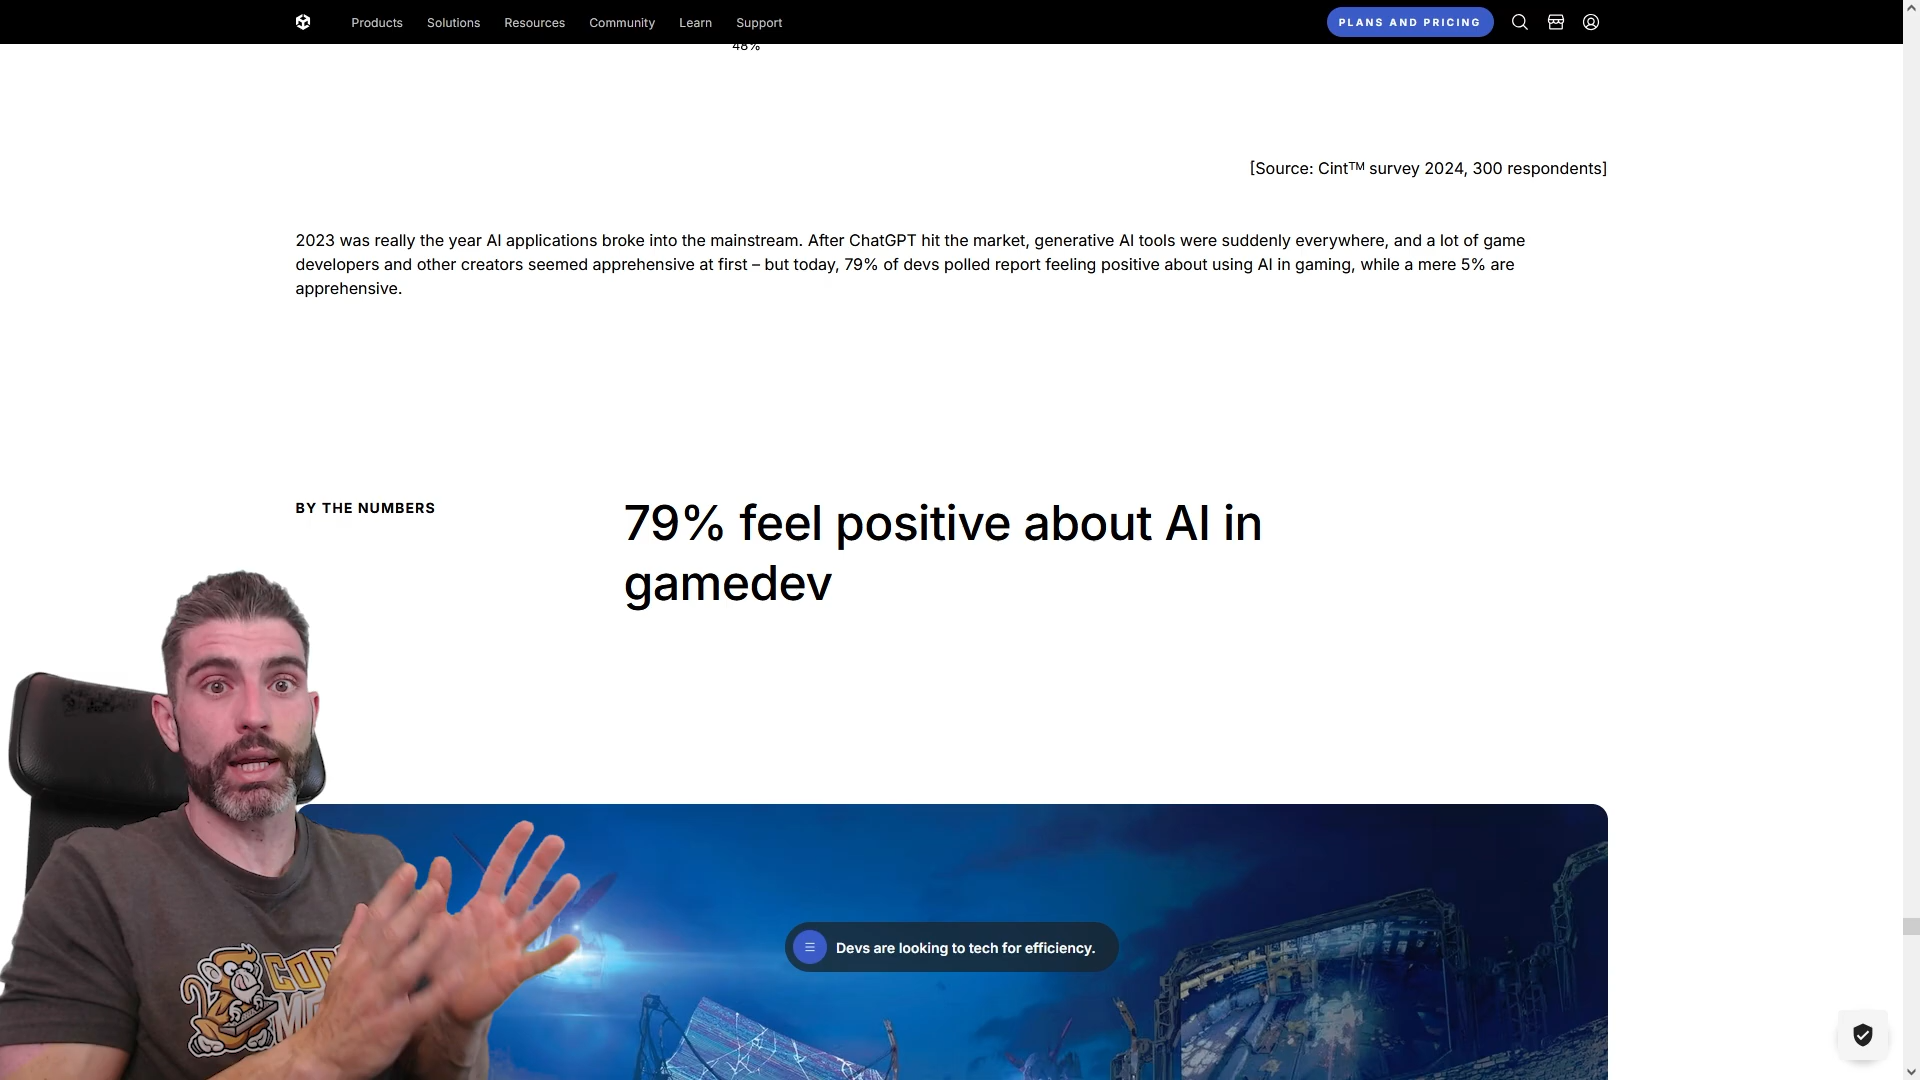 Products Solutions Resources Community Learn Support PLANS AND PRICING
48%
[Source: Cint™ survey 2024, 300 respondents]
2023 was really the year AI applications broke into the mainstream. After ChatGPT hit the market, generative AI tools were suddenly everywhere, and a lot of game
developers and other creators seemed apprehensive at first – but today, 79% of devs polled report feeling positive about using AI in gaming, while a mere 5% are
apprehensive.
BY THE NUMBERS
79% feel positive about AI in
gamedev
Devs are looking to tech for efficiency.